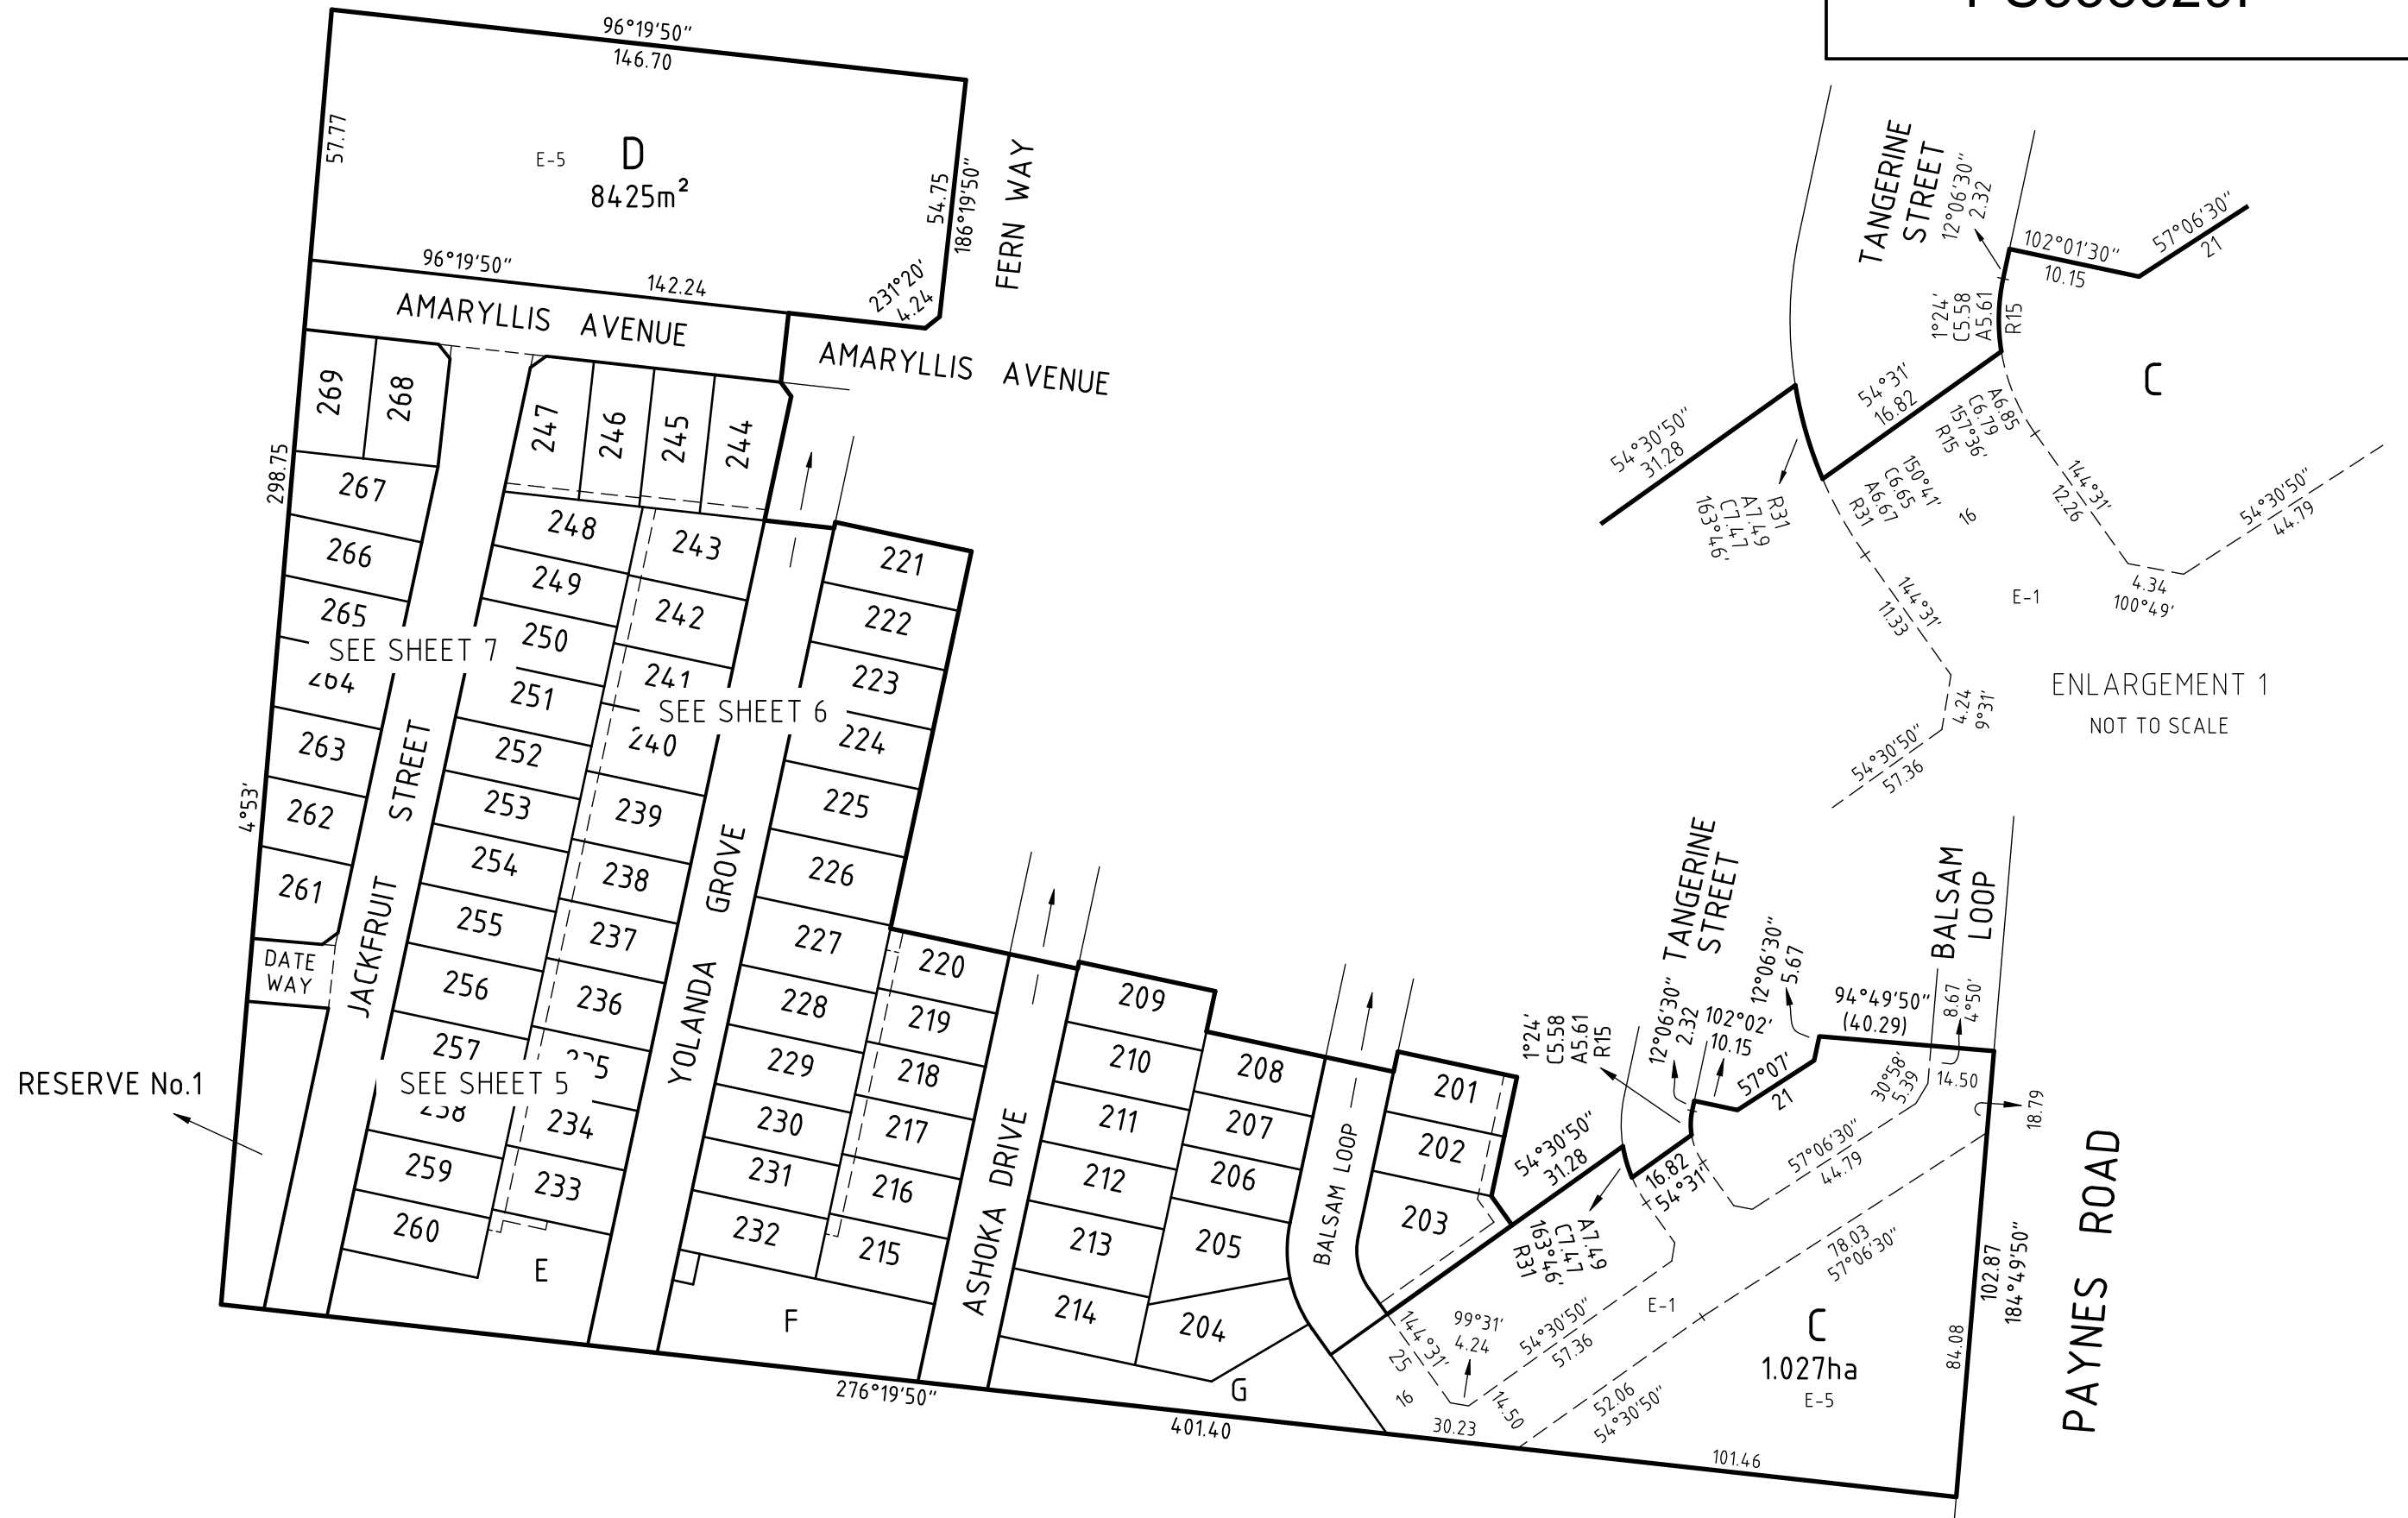 96°19'50"
146.70
57.77
E-5
D
8425m²
54.75
186°19'50"
FERN WAY
96°19'50"
142.24
231°20'
4.24
AMARYLLIS AVENUE
AMARYLLIS AVENUE
269
268
247
246
245
244
298.75
267
248
243
221
266
249
242
222
265
250
241
223
SEE SHEET 7
264
251
SEE SHEET 6
240
224
263
252
239
225
262
253
238
226
4°53'
261
254
237
227
220
255
236
228
219
209
DATE
WAY
256
229
218
210
208
201
257
SEE SHEET 5
258
234
230
217
211
207
202
259
233
231
216
212
206
203
260
232
215
213
205
214
204
E
F
G
JACKFRUIT STREET
YOLANDA GROVE
ASHOKA DRIVE
BALSAM LOOP
RESERVE No.1
276°19'50"
401.40
30.23
101.46
TANGERINE
STREET
12°06'30"
2.32
102°01'30"
10.15
57°06'30"
21
1°24'
C5.58
A5.61
R15
C
54°31'
16.82
54°30'50"
31.28
R31
A7.49
C7.47
163°46'
A6.85
C6.79
157°36'
R15
150°41'
C6.65
A6.67
R31
16
144°31'
12.26
54°30'50"
44.79
4.34
100°49'
E-1
144°31'
11.33
4.24
9°31'
54°30'50"
57.36
ENLARGEMENT 1
NOT TO SCALE
TANGERINE
STREET
BALSAM
LOOP
12°06'30"
5.67
94°49'50"
(40.29)
8.67
4°50'
1°24'
C5.58
A5.61
R15
12°06'30"
2.32
102°02'
10.15
57°07'
21
30°58'
5.39
14.50
18.79
54°30'50"
31.28
16.82
54°31'
57°06'30"
44.79
A7.49
C7.47
163°46'
R31
78.03
57°06'30"
102.87
184°49'50"
PAYNES ROAD
E-1
99°31'
4.24
54°30'50"
57.36
144°31'
25
16
14.50
52.06
54°30'50"
C
1.027ha
E-5
84.08